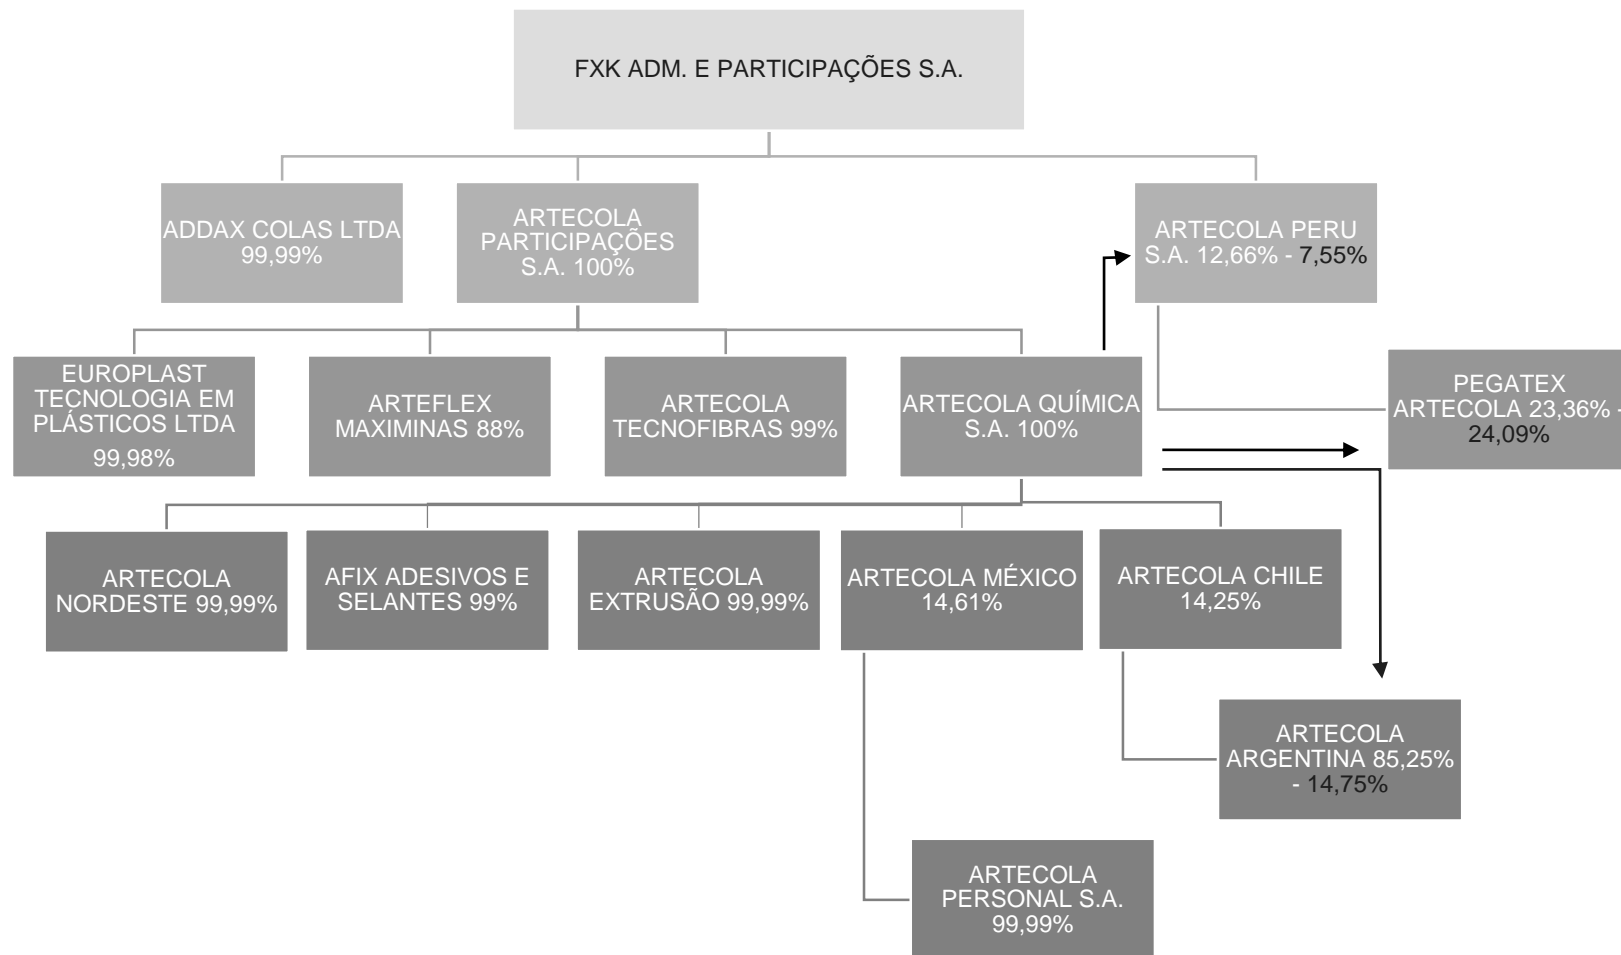 FXK ADM. E PARTICIPAÇÕES S.A.
ADDAX COLAS LTDA
99,99%
ARTECOLA
PARTICIPAÇÕES
S.A. 100%
ARTECOLA PERU
S.A. 12,66% - 7,55%
EUROPLAST
TECNOLOGIA EM
PLÁSTICOS LTDA
99,98%
ARTEFLEX
MAXIMINAS 88%
ARTECOLA
TECNOFIBRAS 99%
ARTECOLA QUÍMICA
S.A. 100%
PEGATEX
ARTECOLA 23,36% -
24,09%
ARTECOLA
NORDESTE 99,99%
AFIX ADESIVOS E
SELANTES 99%
ARTECOLA
EXTRUSÃO 99,99%
ARTECOLA MÉXICO
14,61%
ARTECOLA CHILE
14,25%
ARTECOLA
ARGENTINA 85,25%
- 14,75%
ARTECOLA
PERSONAL S.A.
99,99%